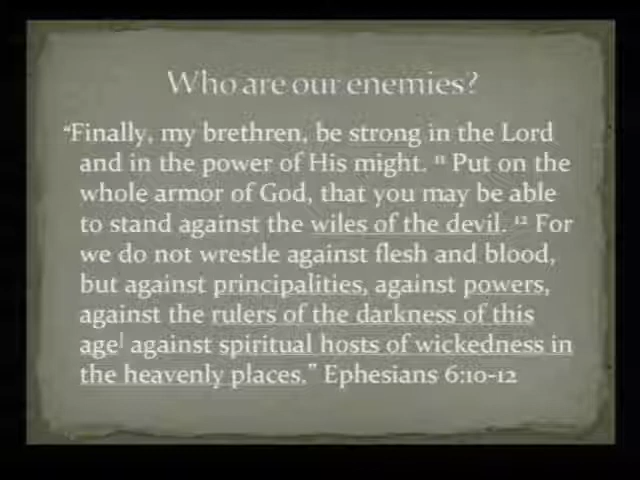 Who are our enemies?
“Finally, my brethren, be strong in the Lord
and in the power of His might. ¹¹ Put on the
whole armor of God, that you may be able
to stand against the wiles of the devil. ¹² For
we do not wrestle against flesh and blood,
but against principalities, against powers,
against the rulers of the darkness of this
age] against spiritual hosts of wickedness in
the heavenly places.” Ephesians 6:10-12